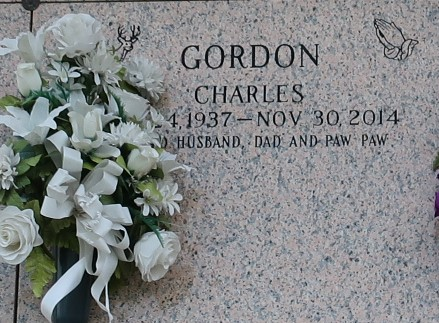 GORDON
CHARLES
4, 1937 — NOV 30, 2014
HUSBAND, DAD AND PAW PAW